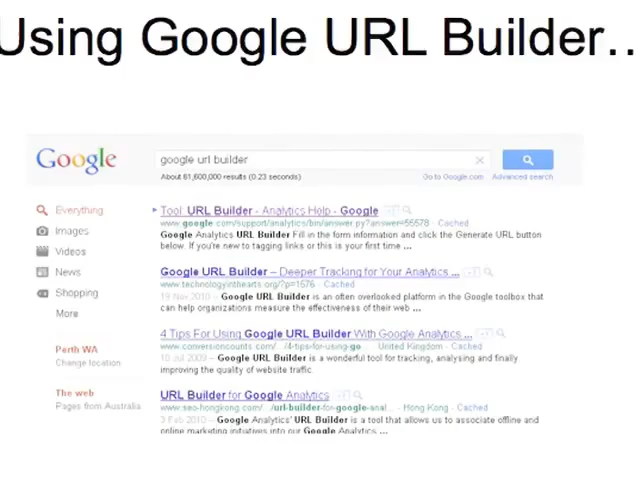 Using Google URL Builder…
Google
google url builder
About 61,600,000 results (0.23 seconds)
Go to Google.com Advanced search
Everything
Images
Videos
News
Shopping
More
Perth WA
Change location
The web
Pages from Australia
Tool: URL Builder - Analytics Help - Google
www.google.com/support/analytics/bin/answer.py?answer=55578 - Cached
Google Analytics URL Builder Fill in the form information and click the Generate URL button
below. If you're new to tagging links or this is your first time ...
Google URL Builder – Deeper Tracking for Your Analytics ...
www.technologyinthearts.org/?p=1576 - Cached
19 Nov 2010 – Google URL Builder is an often overlooked platform in the Google toolbox that
can help organizations measure the effectiveness of their web ...
4 Tips For Using Google URL Builder With Google Analytics ...
www.conversioncounts.com/.../4-tips-for-using-go... - United Kingdom - Cached
10 Jul 2009 – Google URL Builder is a wonderful tool for tracking, analysing and finally
improving the quality of website traffic.
URL Builder for Google Analytics
www.seo-hongkong.com/.../url-builder-for-google-anal... - Hong Kong - Cached
3 Feb 2010 – Google Analytics' URL Builder is a tool that allows us to associate offline and
online marketing initiatives into our Google Analytics ...